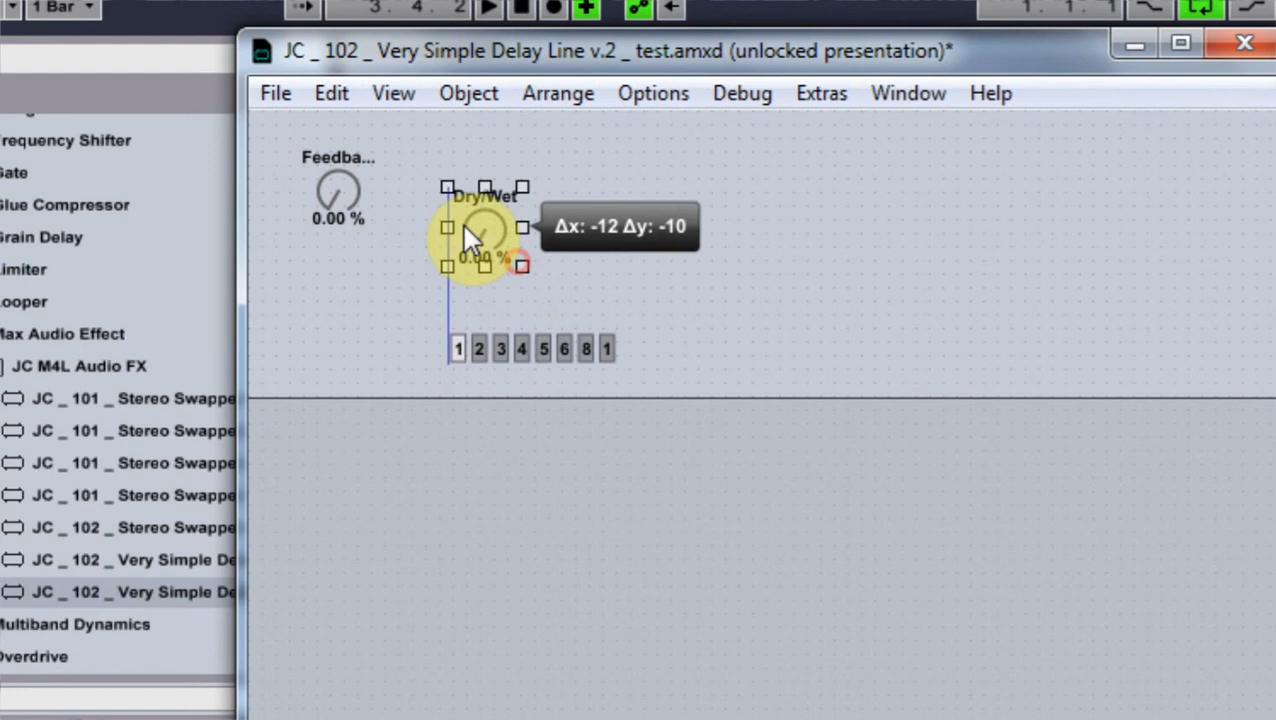 1 Bar
3. 4. 2
1. 1. 1
JC _ 102 _ Very Simple Delay Line v.2 _ test.amxd (unlocked presentation)*
File Edit View Object Arrange Options Debug Extras Window Help
Frequency Shifter
Gate
Glue Compressor
Grain Delay
Limiter
Looper
Max Audio Effect
JC M4L Audio FX
JC _ 101 _ Stereo Swappe
JC _ 101 _ Stereo Swappe
JC _ 101 _ Stereo Swappe
JC _ 101 _ Stereo Swappe
JC _ 102 _ Stereo Swappe
JC _ 102 _ Very Simple De
JC _ 102 _ Very Simple De
Multiband Dynamics
Overdrive
Feedba...
0.00 %
Dry/Wet
0.00 %
Δx: -12 Δy: -10
1 2 3 4 5 6 8 1